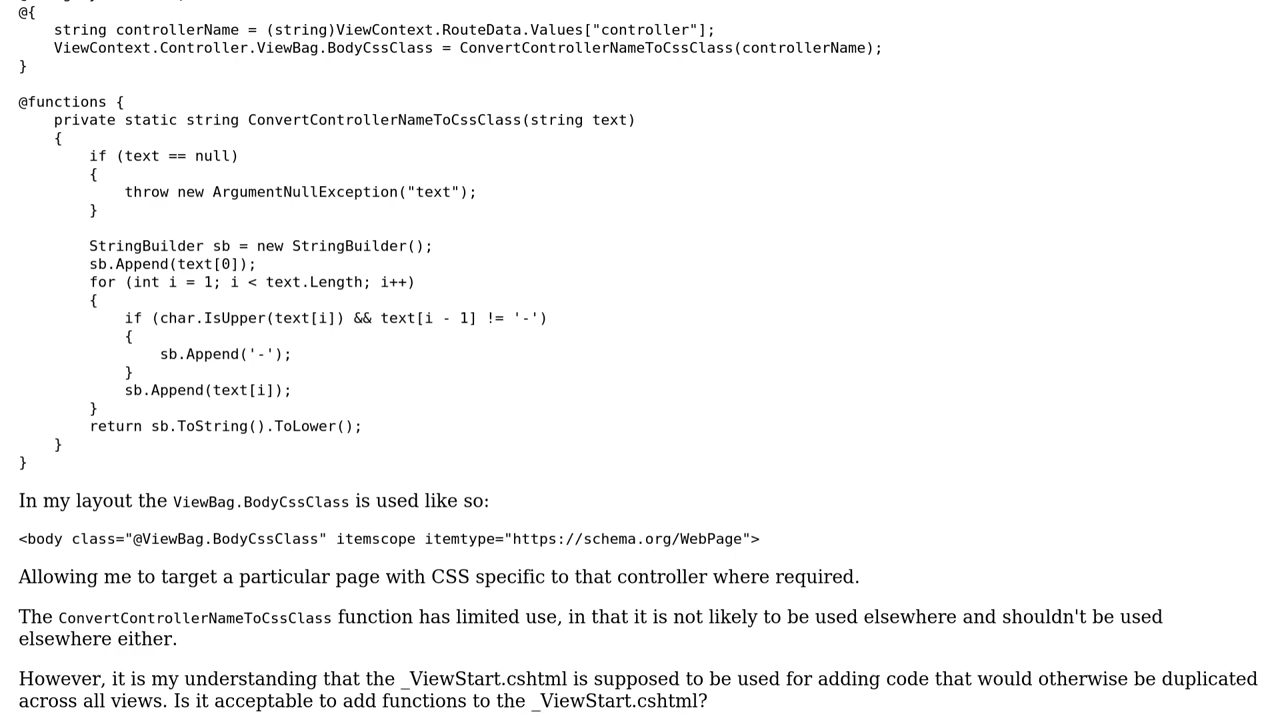 @{
    string controllerName = (string)ViewContext.RouteData.Values["controller"];
    ViewContext.Controller.ViewBag.BodyCssClass = ConvertControllerNameToCssClass(controllerName);
}

@functions {
    private static string ConvertControllerNameToCssClass(string text)
    {
        if (text == null)
        {
            throw new ArgumentNullException("text");
        }

        StringBuilder sb = new StringBuilder();
        sb.Append(text[0]);
        for (int i = 1; i < text.Length; i++)
        {
            if (char.IsUpper(text[i]) && text[i - 1] != '-')
            {
                sb.Append('-');
            }
            sb.Append(text[i]);
        }
        return sb.ToString().ToLower();
    }
}
In my layout the ViewBag.BodyCssClass is used like so:
<body class="@ViewBag.BodyCssClass" itemscope itemtype="https://schema.org/WebPage">
Allowing me to target a particular page with CSS specific to that controller where required.
The ConvertControllerNameToCssClass function has limited use, in that it is not likely to be used elsewhere and shouldn't be used
elsewhere either.
However, it is my understanding that the _ViewStart.cshtml is supposed to be used for adding code that would otherwise be duplicated
across all views. Is it acceptable to add functions to the _ViewStart.cshtml?